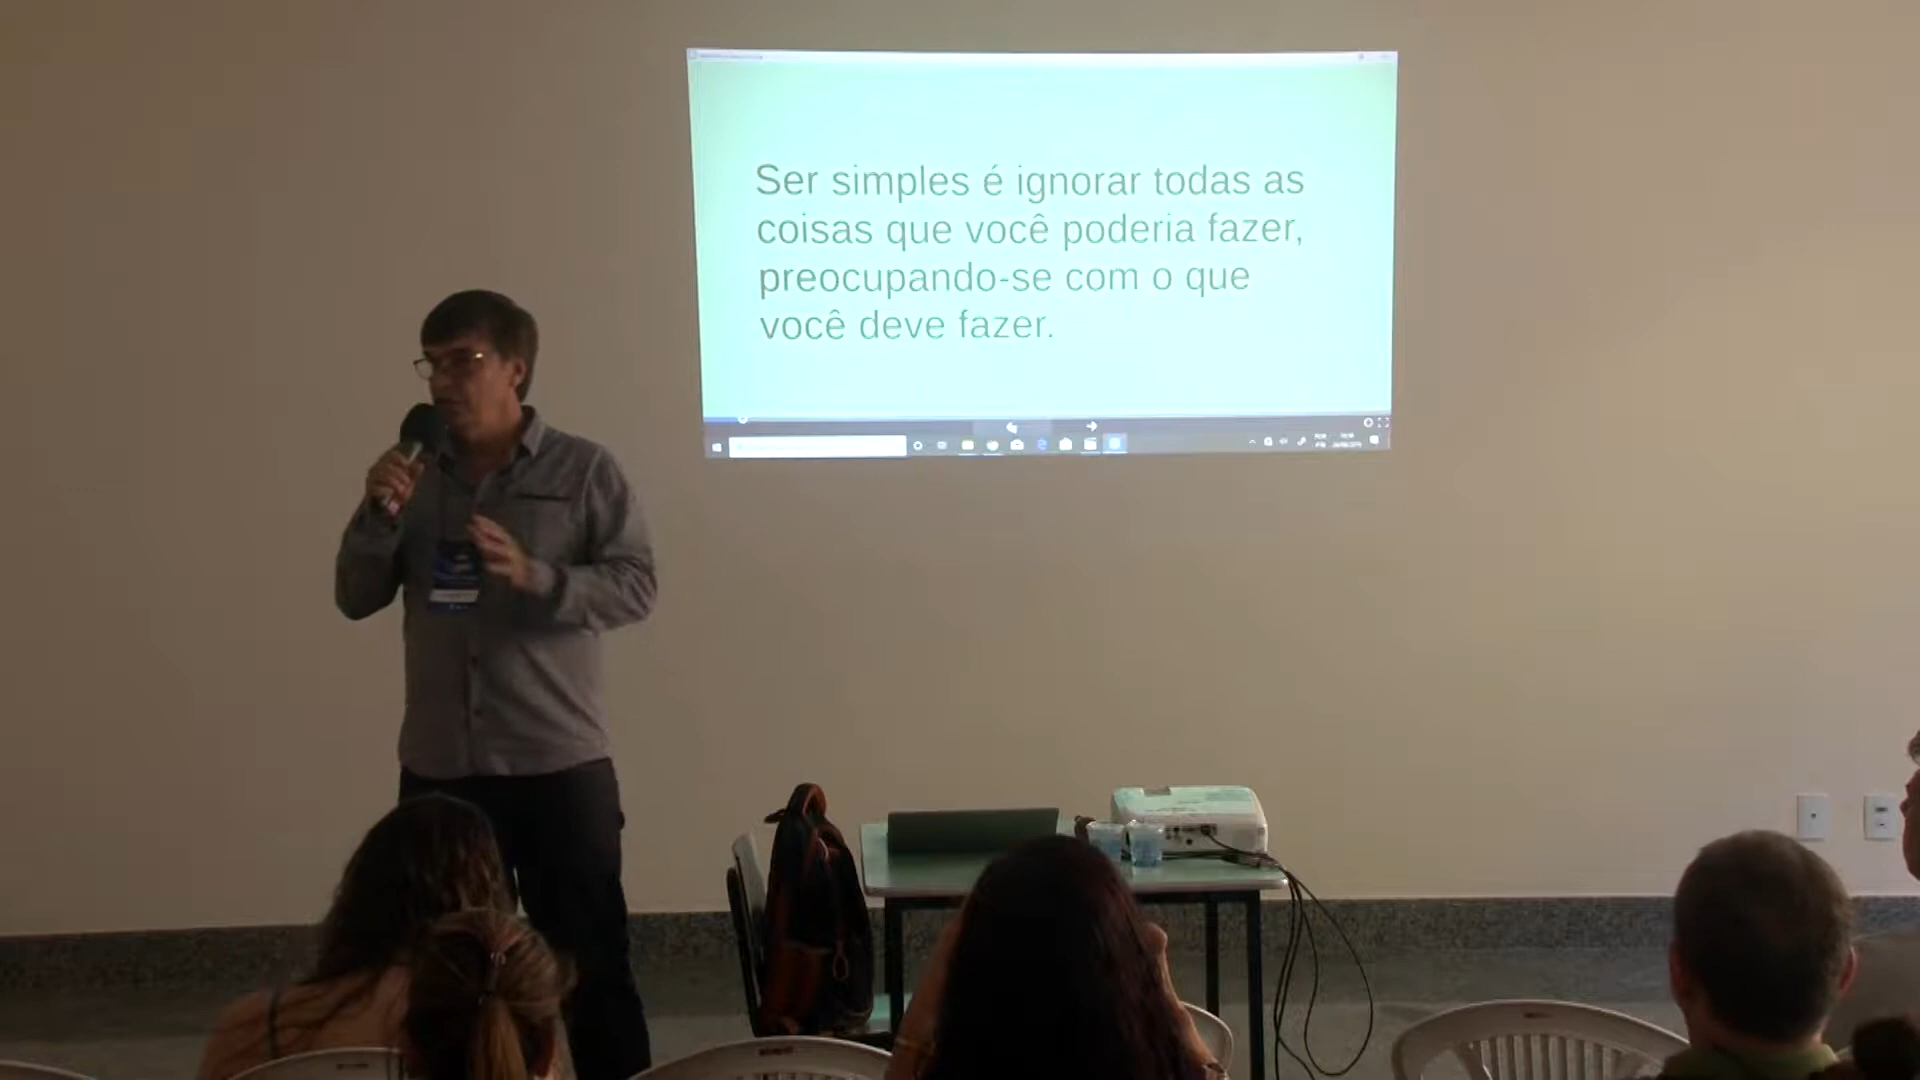 Ser simples é ignorar todas as
coisas que você poderia fazer,
preocupando-se com o que
você deve fazer.